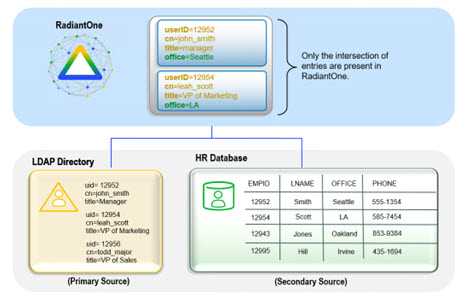 RadiantOne
userID=12952
cn=john_smith
title=manager
office=Seattle
userID=12954
cn=leah_scott
title=VP of Marketing
office=LA
Only the intersection of
entries are present in
RadiantOne.
LDAP Directory
uid= 12952
cn=john_smith
title=Manager
uid= 12954
cn=leah_scott
title=VP of Marketing
uid= 12956
cn=todd_major
title=VP of Sales
(Primary Source)
HR Database
EMPID LNAME OFFICE PHONE
12952 Smith Seattle 555-1354
12954 Scott LA 585-7454
12943 Jones Oakland 853-9384
12995 Hill Irvine 435-1694
(Secondary Source)